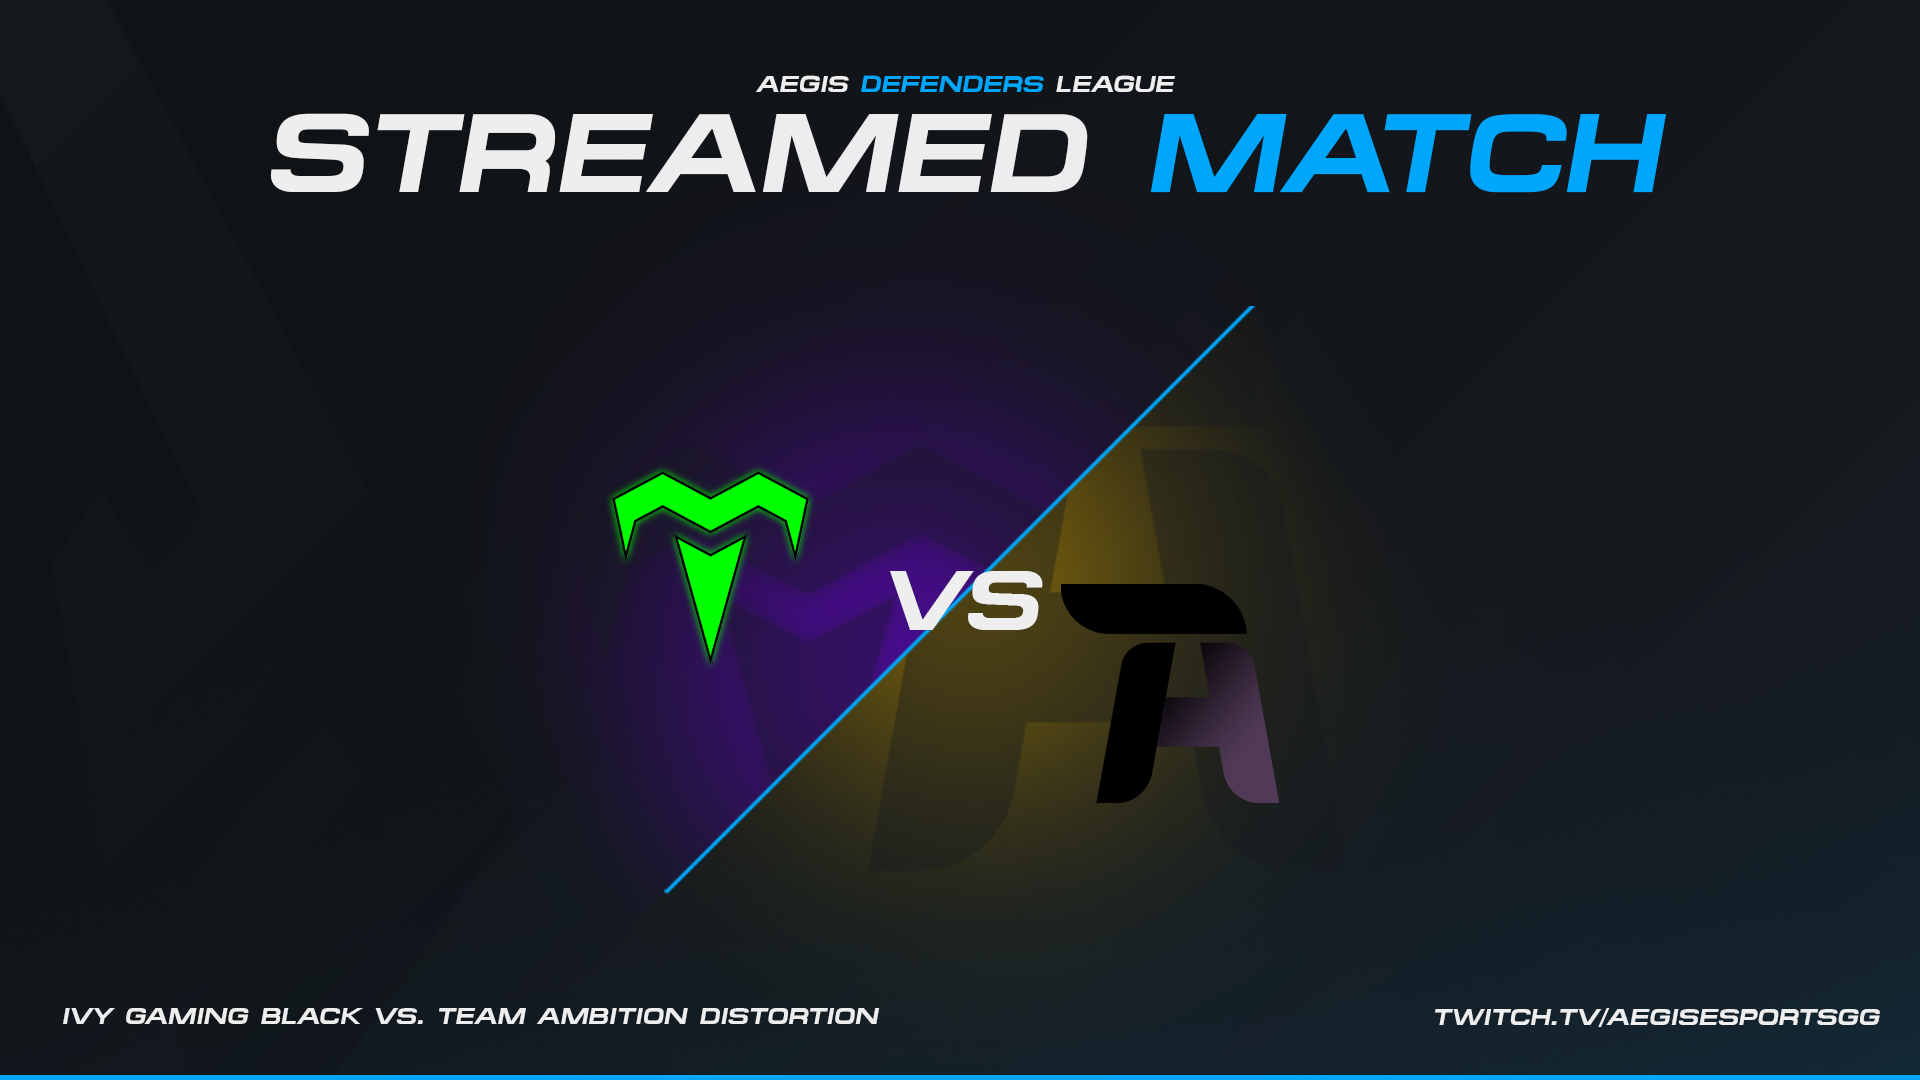 AEGIS DEFENDERS LEAGUE
STREAMED MATCH
VS
IVY GAMING BLACK VS. TEAM AMBITION DISTORTION
TWITCH.TV/AEGISESPORTSGG